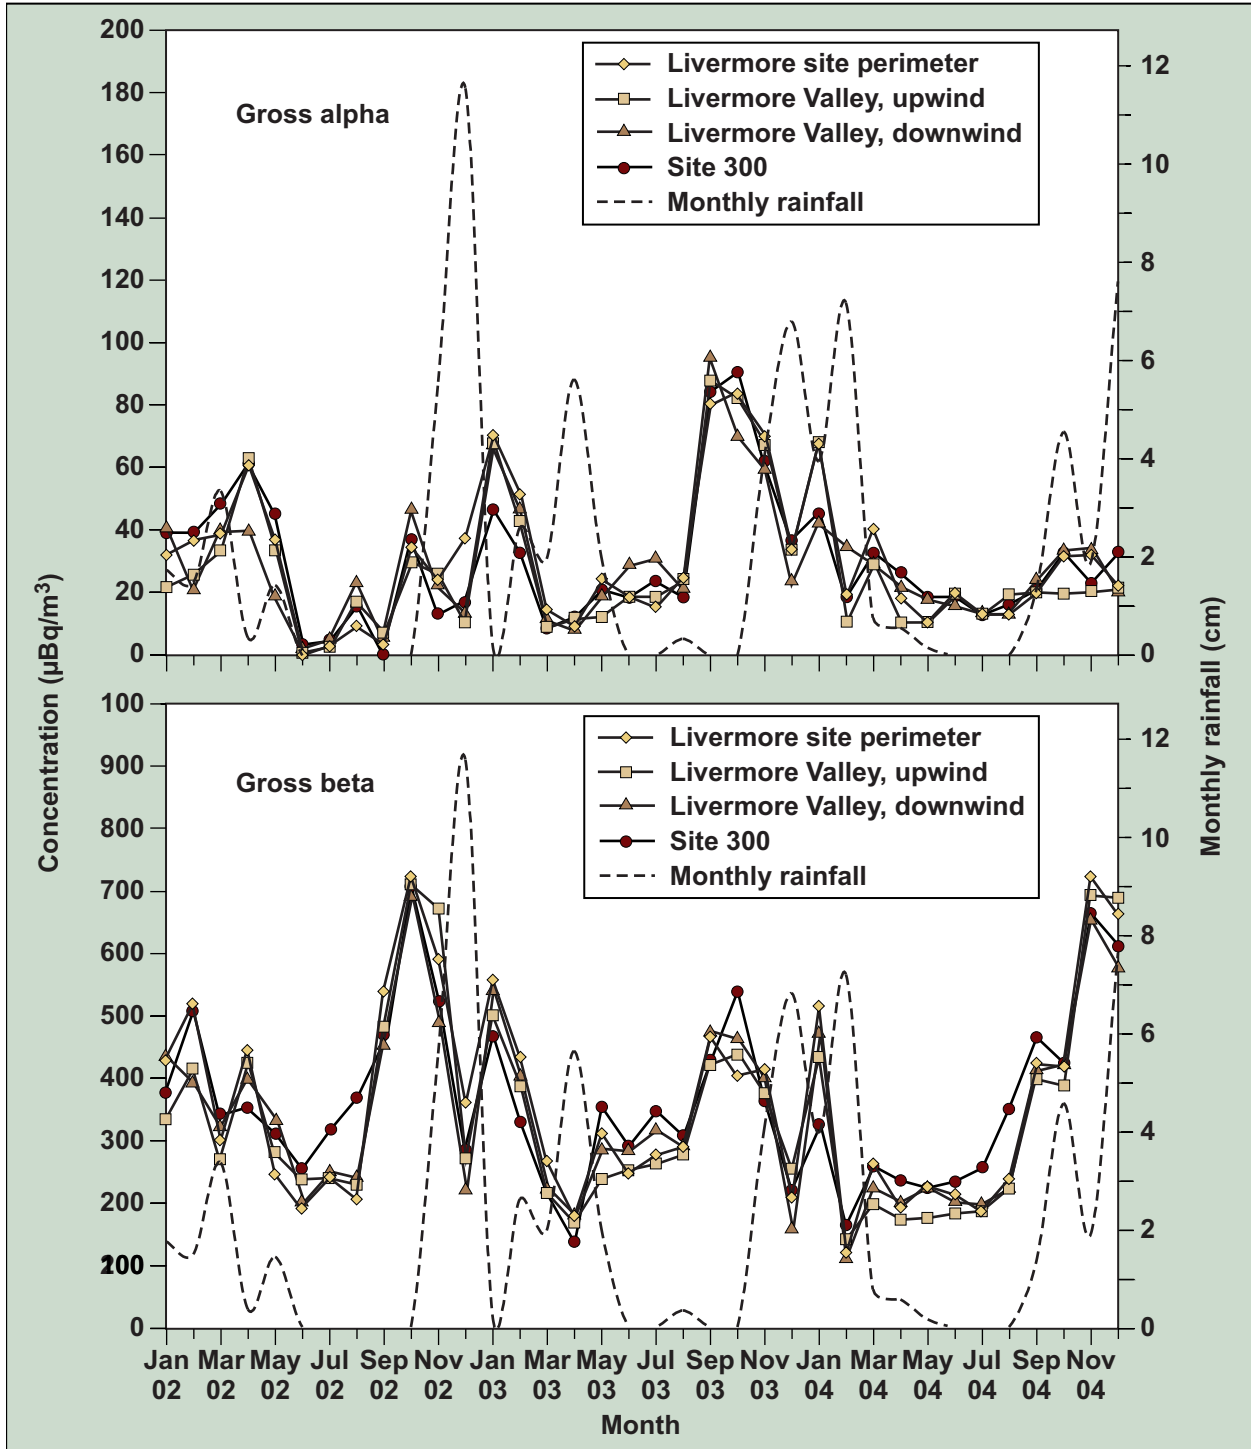 200
180
160
140
120
100
80
60
40
20
0
Gross alpha
Livermore site perimeter
Livermore Valley, upwind
Livermore Valley, downwind
Site 300
Monthly rainfall
12
10
8
6
4
2
0
Concentration (µBq/m³)
Monthly rainfall (cm)
100
900
800
700
600
500
400
300
200
100
0
Gross beta
Livermore site perimeter
Livermore Valley, upwind
Livermore Valley, downwind
Site 300
Monthly rainfall
12
10
8
6
4
2
0
Jan Mar May Jul Sep Nov Jan Mar May Jul Sep Nov Jan Mar May Jul Sep Nov
02 02 02 02 02 02 03 03 03 03 03 03 04 04 04 04 04 04
Month